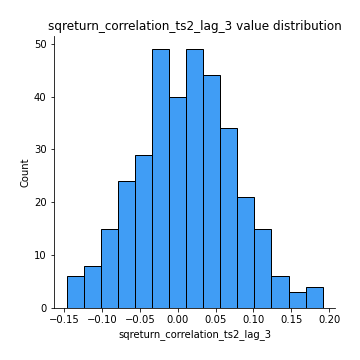 sqreturn_correlation_ts2_lag_3 value distribution
50
40
30
20
10
0
Count
−0.15 −0.10 −0.05 0.00 0.05 0.10 0.15 0.20
sqreturn_correlation_ts2_lag_3